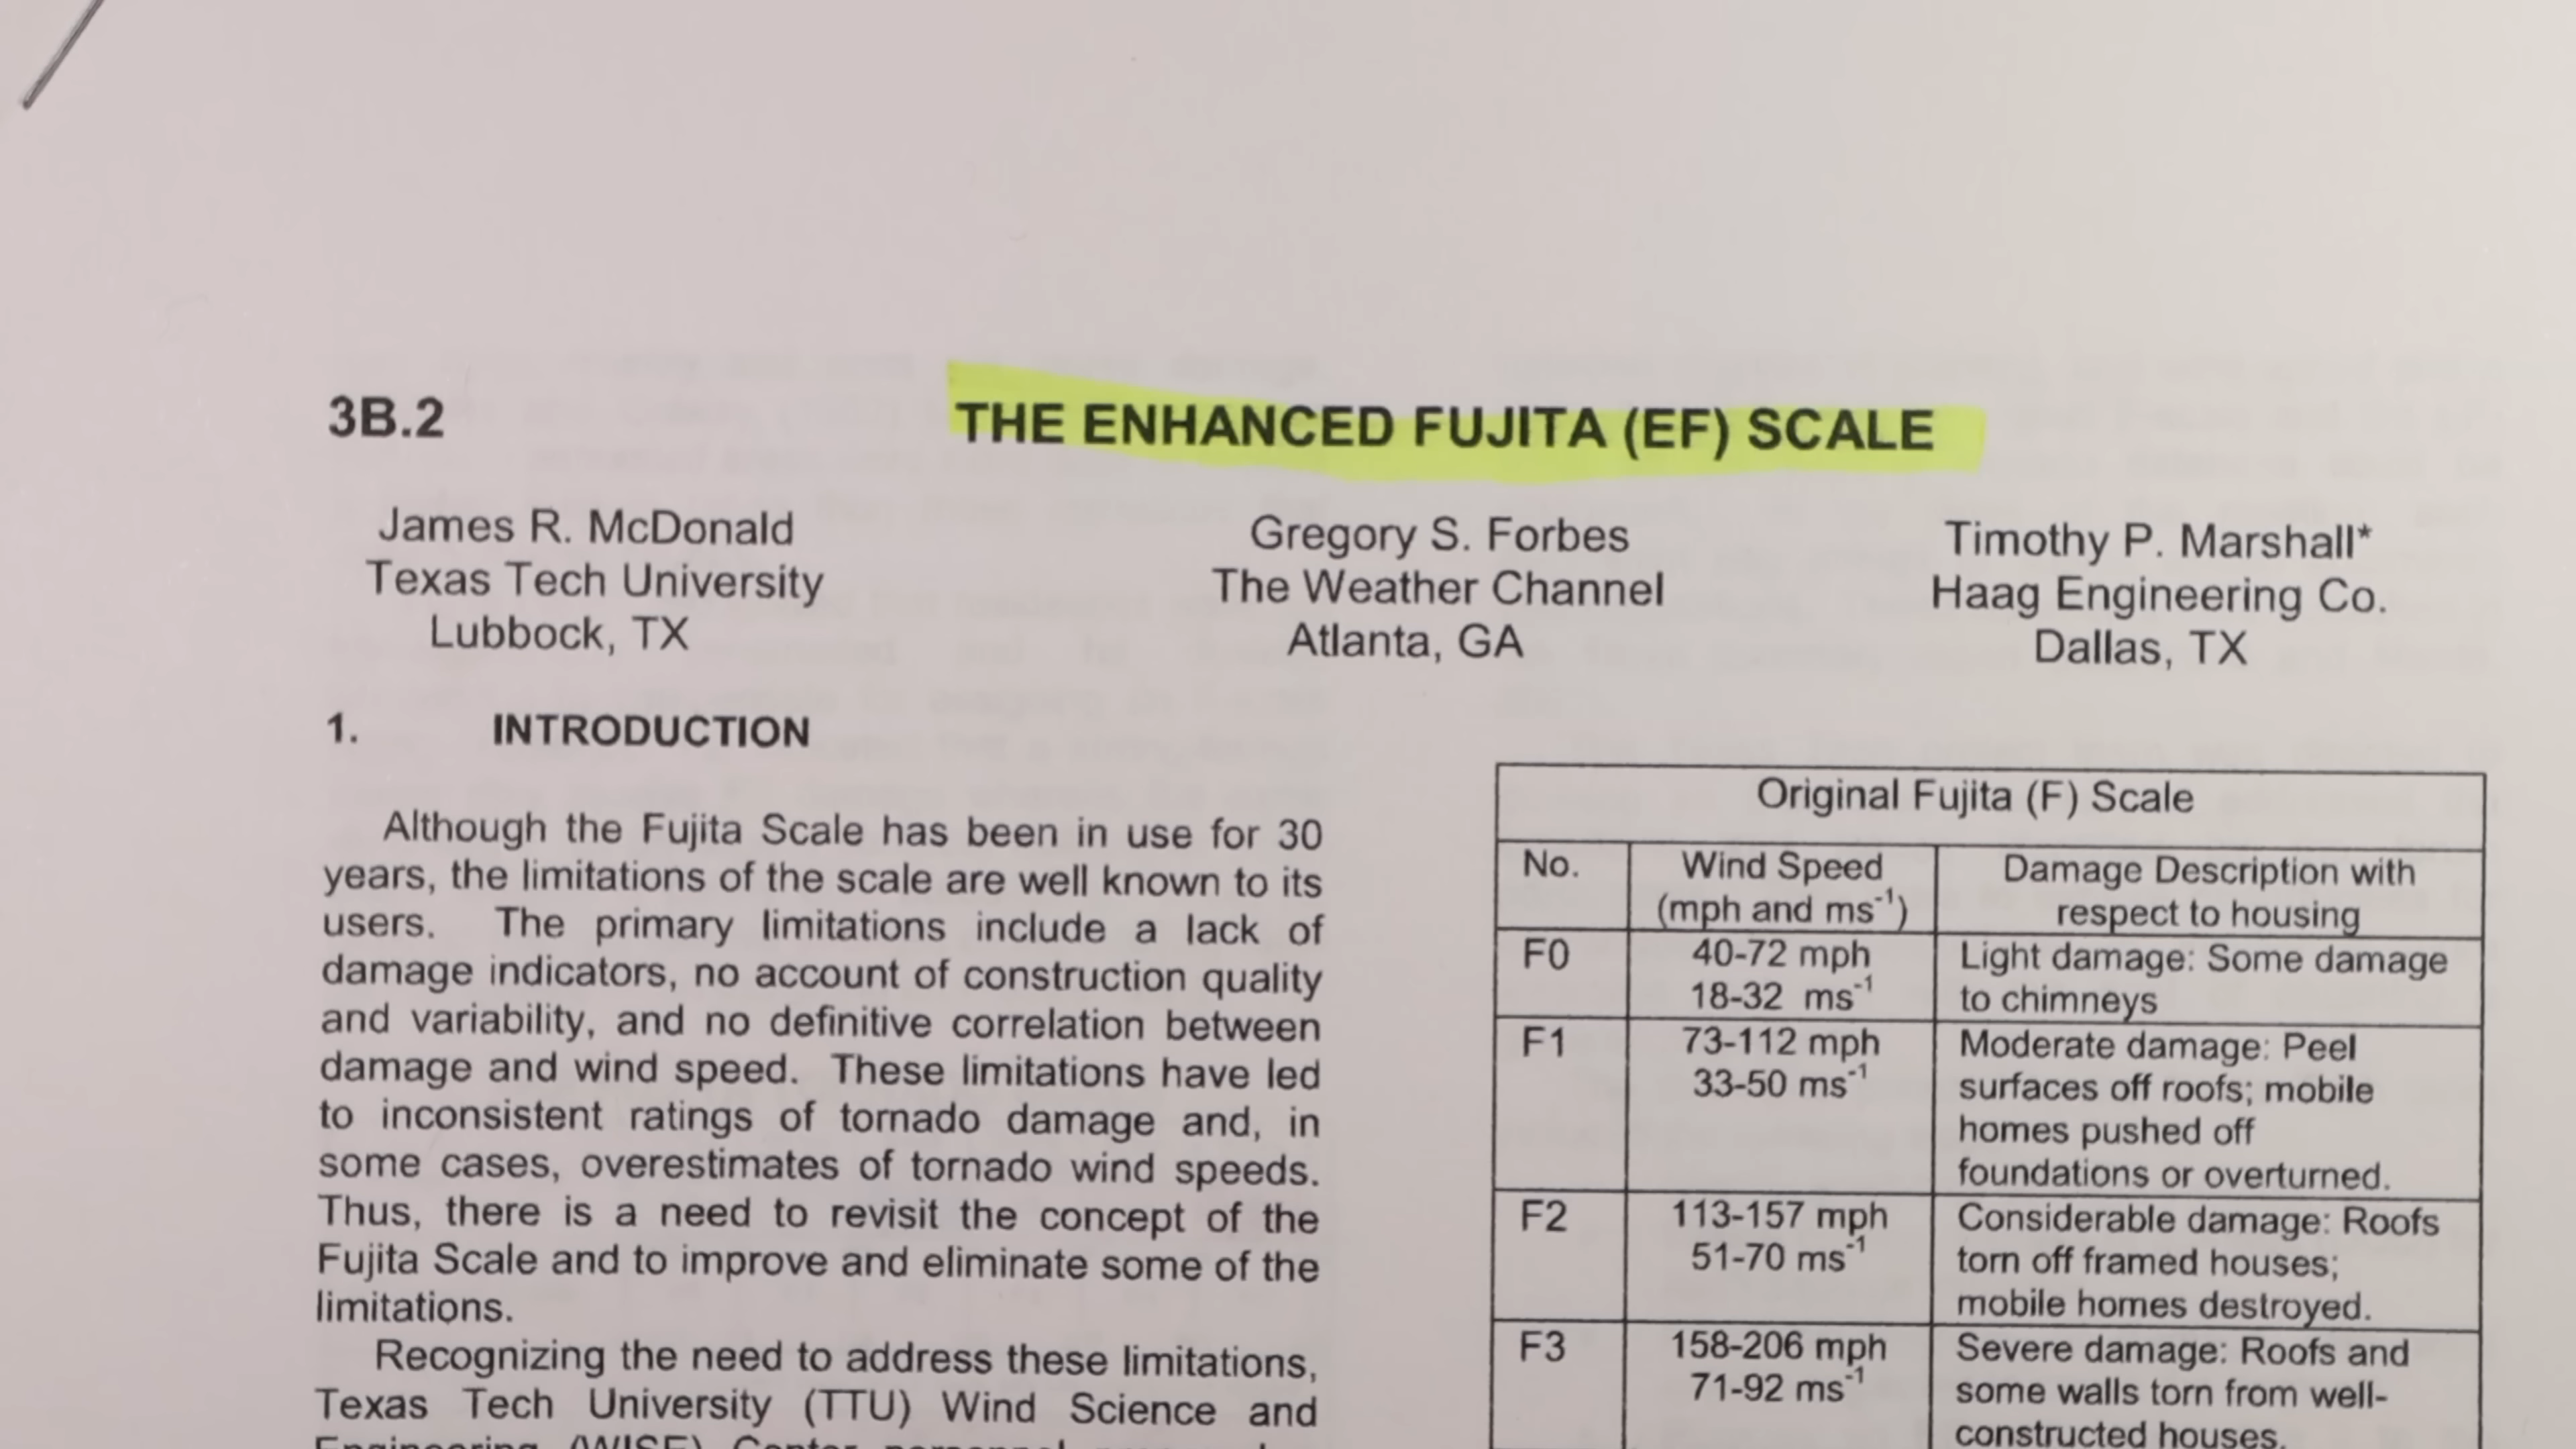 3B.2
THE ENHANCED FUJITA (EF) SCALE
James R. McDonald
Texas Tech University
Lubbock, TX
Gregory S. Forbes
The Weather Channel
Atlanta, GA
Timothy P. Marshall*
Haag Engineering Co.
Dallas, TX
1. INTRODUCTION
Although the Fujita Scale has been in use for 30
years, the limitations of the scale are well known to its
users. The primary limitations include a lack of
damage indicators, no account of construction quality
and variability, and no definitive correlation between
damage and wind speed. These limitations have led
to inconsistent ratings of tornado damage and, in
some cases, overestimates of tornado wind speeds.
Thus, there is a need to revisit the concept of the
Fujita Scale and to improve and eliminate some of the
limitations.
Recognizing the need to address these limitations,
Texas Tech University (TTU) Wind Science and
Engineering (WISE) Center personnel
Original Fujita (F) Scale
No.
Wind Speed
(mph and ms⁻¹)
Damage Description with
respect to housing
F0
40-72 mph
18-32 ms⁻¹
Light damage: Some damage
to chimneys
F1
73-112 mph
33-50 ms⁻¹
Moderate damage: Peel
surfaces off roofs; mobile
homes pushed off
foundations or overturned.
F2
113-157 mph
51-70 ms⁻¹
Considerable damage: Roofs
torn off framed houses;
mobile homes destroyed.
F3
158-206 mph
71-92 ms⁻¹
Severe damage: Roofs and
some walls torn from well-
constructed houses.